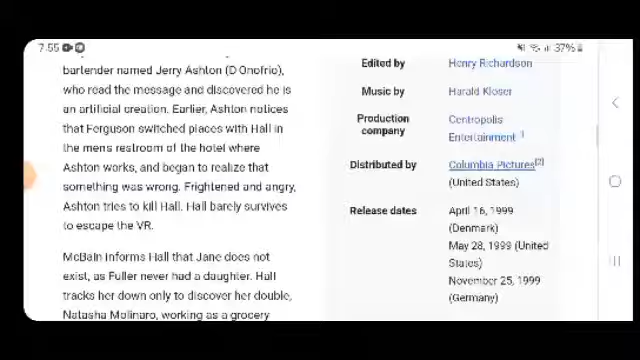 7:55
37%
bartender named Jerry Ashton (D Onofrio),
who read the message and discovered he is
an artificial creation. Earlier, Ashton notices
that Ferguson switched places with Hall in
the mens restroom of the hotel where
Ashton works, and began to realize that
something was wrong. Frightened and angry,
Ashton tries to kill Hall. Hall barely survives
to escape the VR.
McBain informs Hall that Jane does not
exist, as Fuller never had a daughter. Hall
tracks her down only to discover her double,
Natasha Molinaro, working as a grocery
Edited by
Henry Richardson
Music by
Harald Kloser
Production
company
Centropolis
Entertainment
Distributed by
Columbia Pictures[2]
(United States)
Release dates
April 16, 1999
(Denmark)
May 28, 1999 (United
States)
November 25, 1999
(Germany)